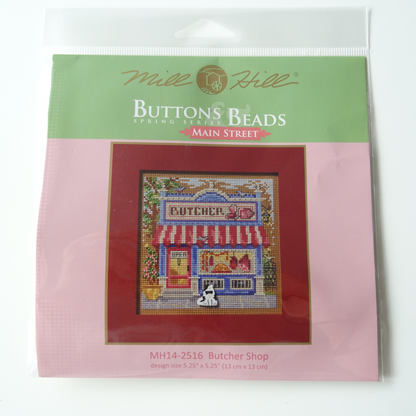 Mill Hill®
BUTTONS & BEADS
SPRING SERIES
MAIN STREET
BUTCHER
OPEN
MH14-2516 Butcher Shop
design size 5.25" x 5.25" (13 cm x 13 cm)